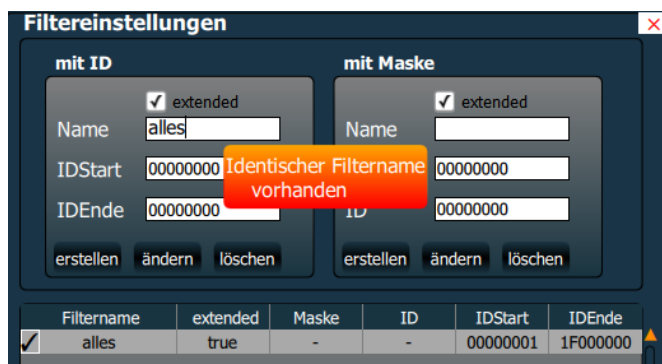 Filtereinstellungen
mit ID
mit Maske
extended
extended
Name alles
Name
IDStart 00000000
00000000
IDEnde 00000000
ID 00000000
Identischer Filtername
vorhanden
erstellen ändern löschen
erstellen ändern löschen
Filtername extended Maske ID IDStart IDEnde
alles true - - 00000001 1F000000